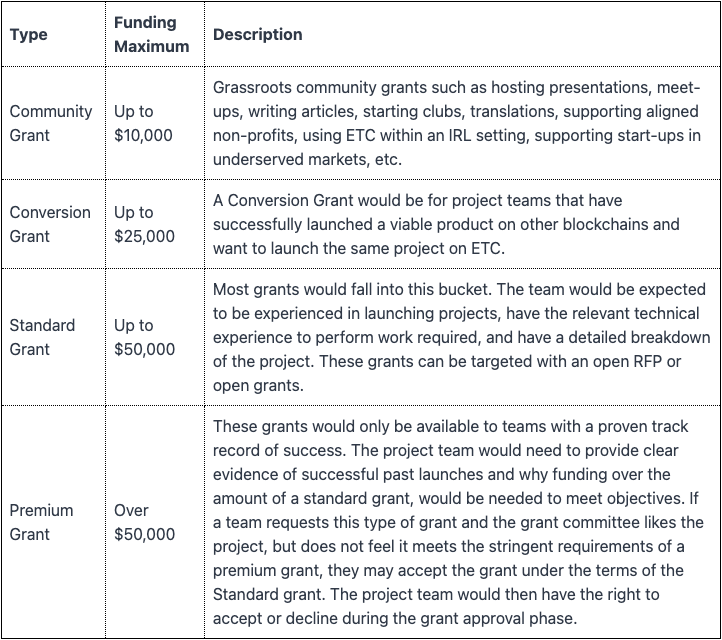 Type
Funding
Maximum
Description
Community
Grant
Up to
$10,000
Grassroots community grants such as hosting presentations, meet-
ups, writing articles, starting clubs, translations, supporting aligned
non-profits, using ETC within an IRL setting, supporting start-ups in
underserved markets, etc.
Conversion
Grant
Up to
$25,000
A Conversion Grant would be for project teams that have
successfully launched a viable product on other blockchains and
want to launch the same project on ETC.
Standard
Grant
Up to
$50,000
Most grants would fall into this bucket. The team would be expected
to be experienced in launching projects, have the relevant technical
experience to perform work required, and have a detailed breakdown
of the project. These grants can be targeted with an open RFP or
open grants.
Premium
Grant
Over
$50,000
These grants would only be available to teams with a proven track
record of success. The project team would need to provide clear
evidence of successful past launches and why funding over the
amount of a standard grant, would be needed to meet objectives. If
a team requests this type of grant and the grant committee likes the
project, but does not feel it meets the stringent requirements of a
premium grant, they may accept the grant under the terms of the
Standard grant. The project team would then have the right to
accept or decline during the grant approval phase.